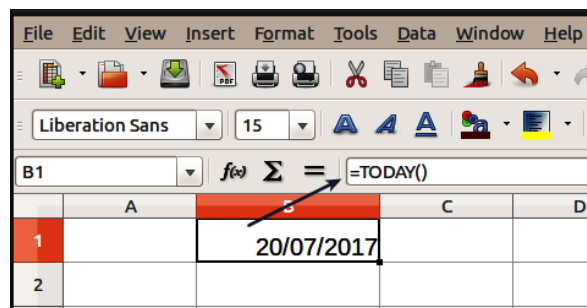 File Edit View Insert Format Tools Data Window Help
PDF
Liberation Sans 15 A A A a
B1 f(x) Σ = =TODAY()
A B C D
1 20/07/2017
2